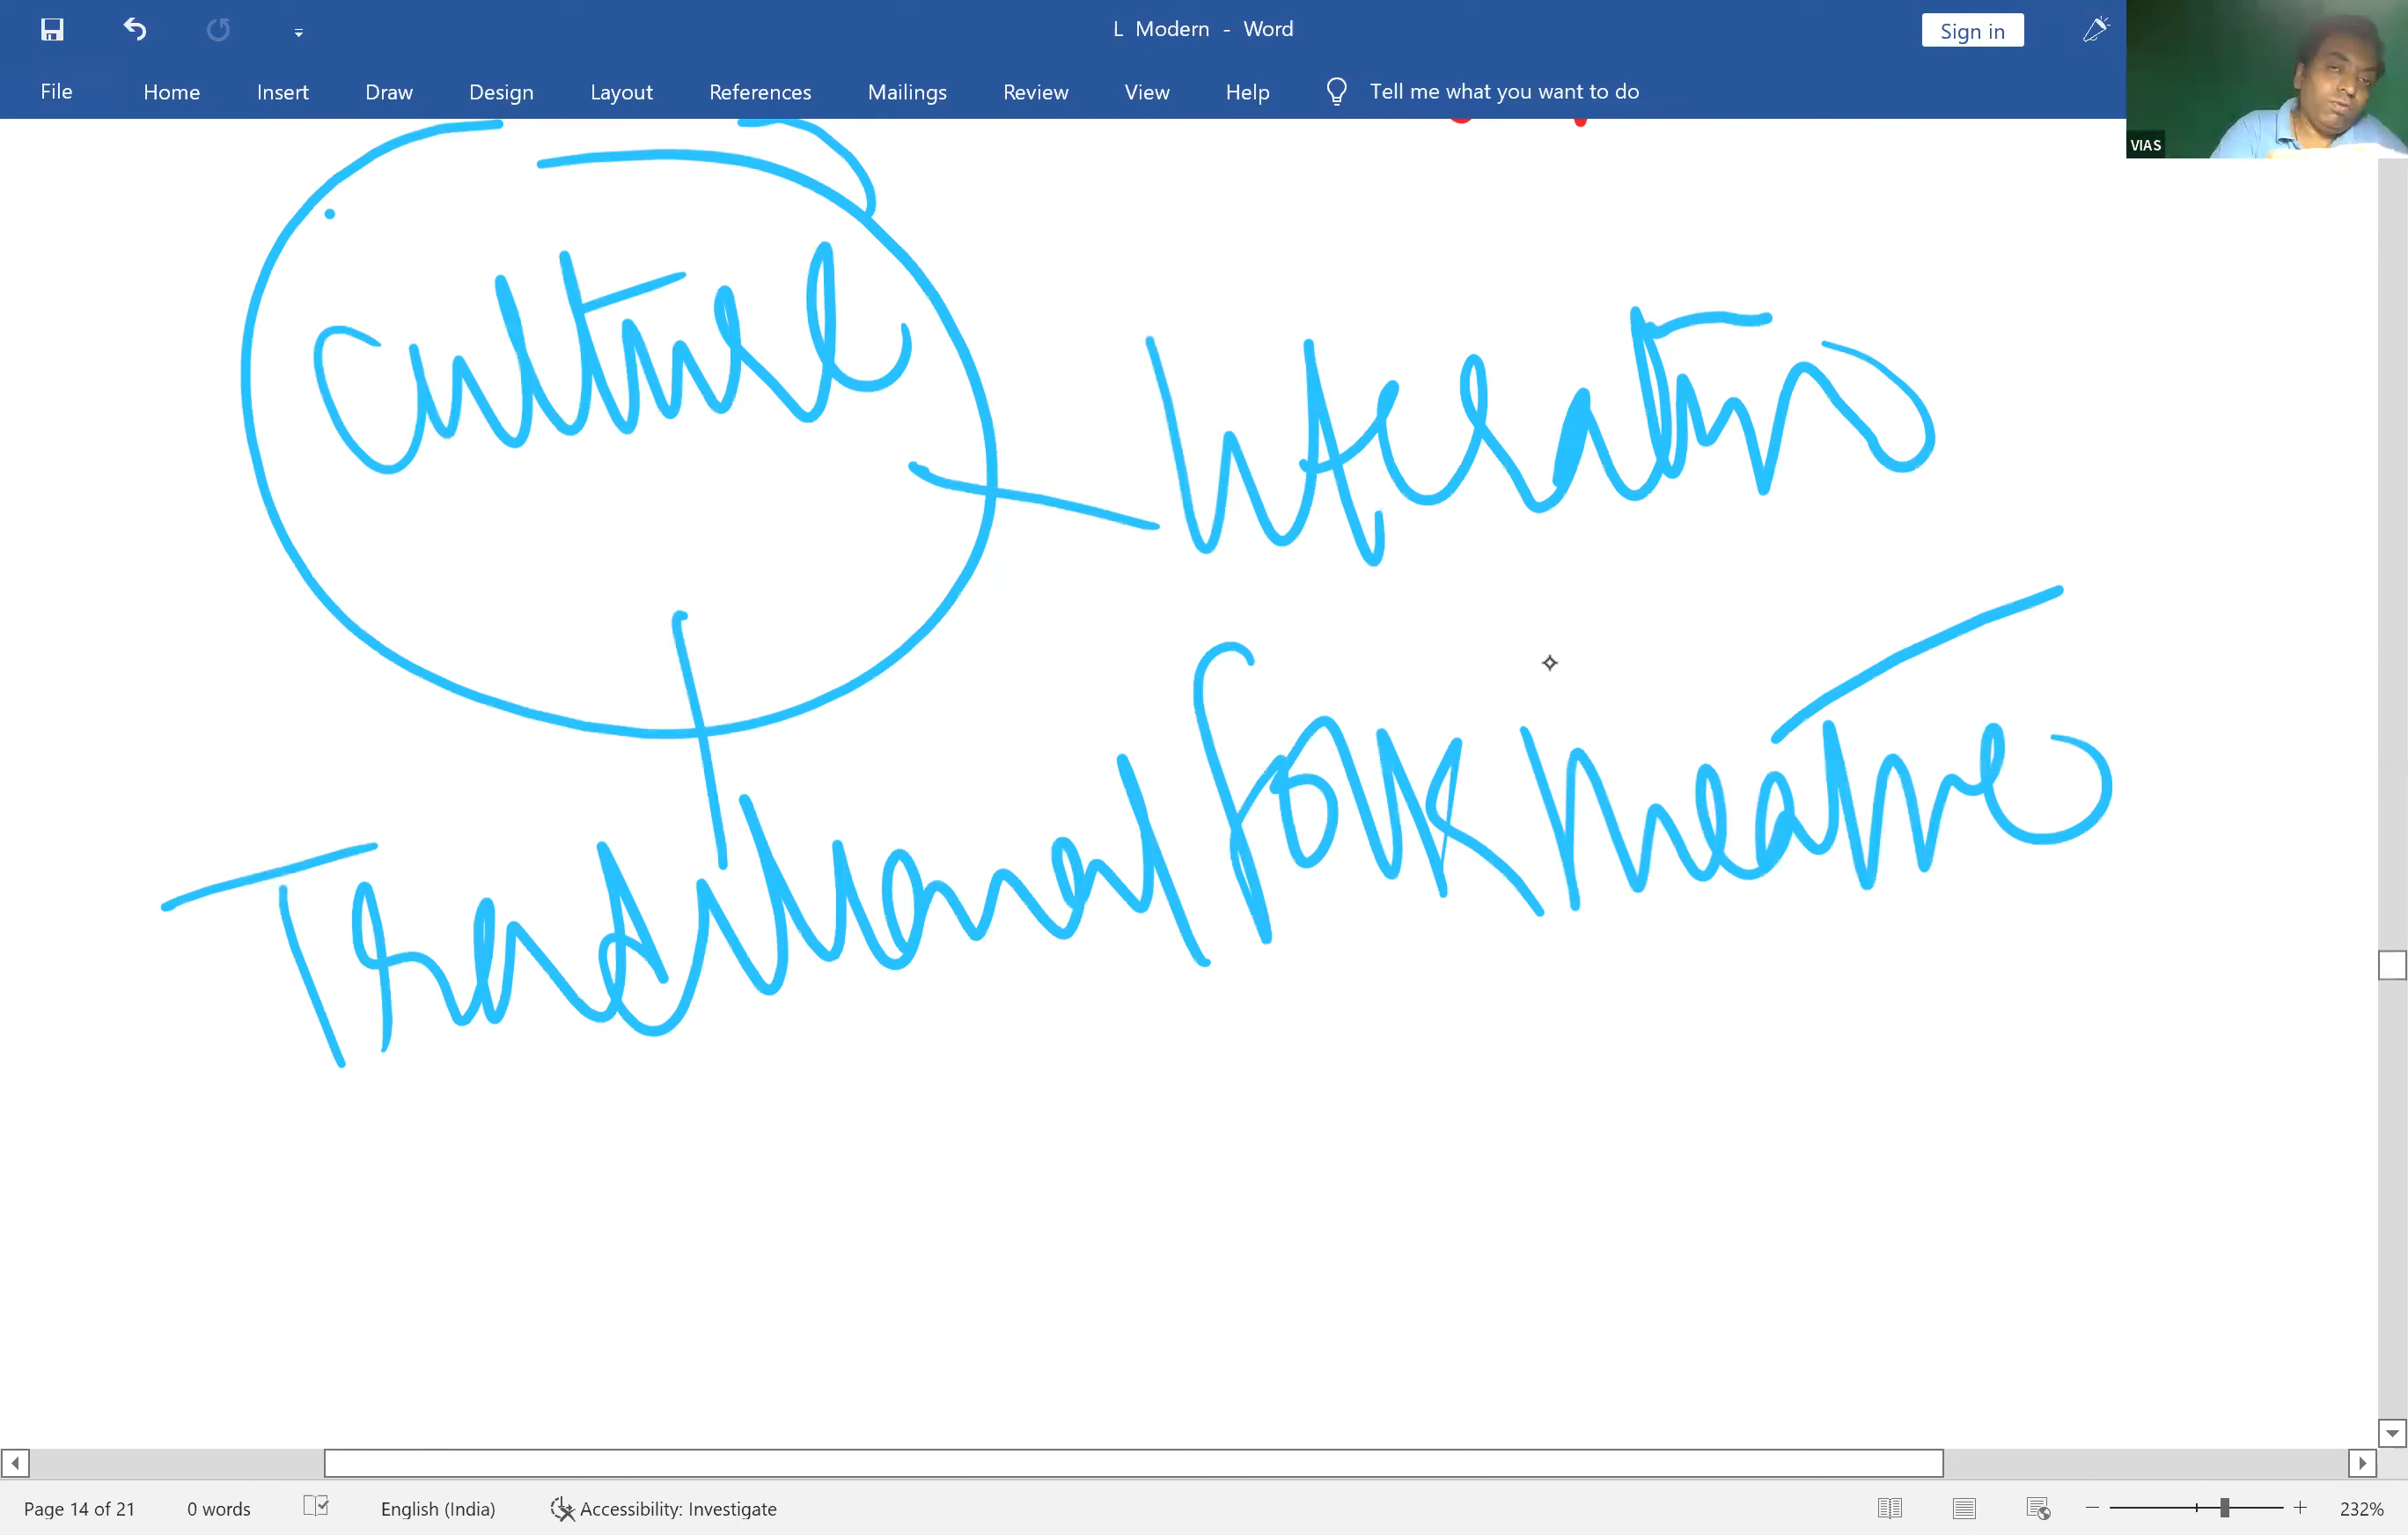 L Modern - Word
Sign in
File Home Insert Draw Design Layout References Mailings Review View Help Tell me what you want to do
VIAS
Culture
Literature
Traditional Folk Theatre
Page 14 of 21 0 words English (India) Accessibility: Investigate 232%